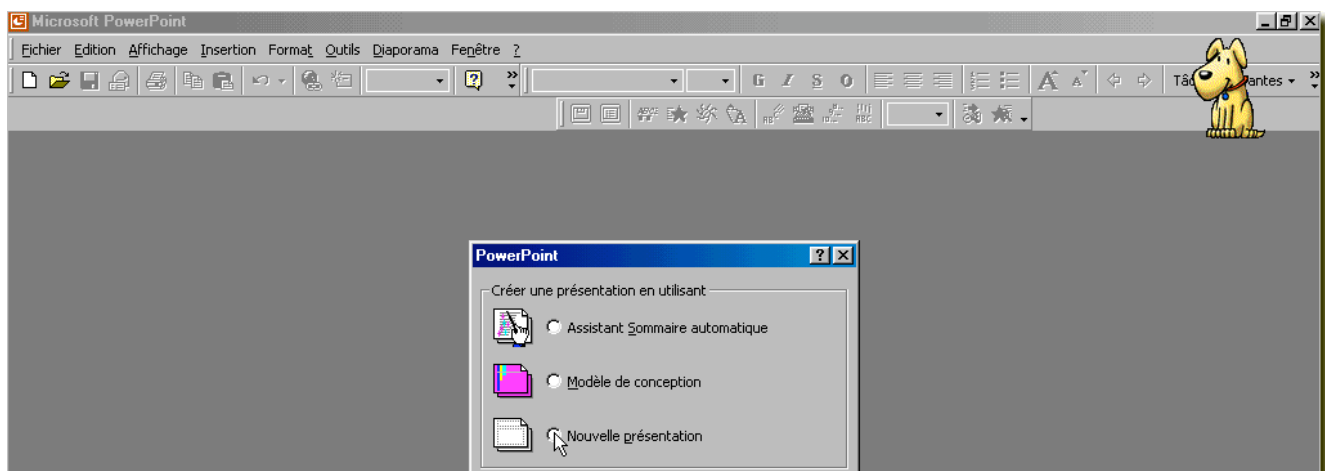 Microsoft PowerPoint
Fichier Edition Affichage Insertion Format Outils Diaporama Fenêtre ?
G I S O
PowerPoint
Créer une présentation en utilisant
Assistant Sommaire automatique
Modèle de conception
Nouvelle présentation